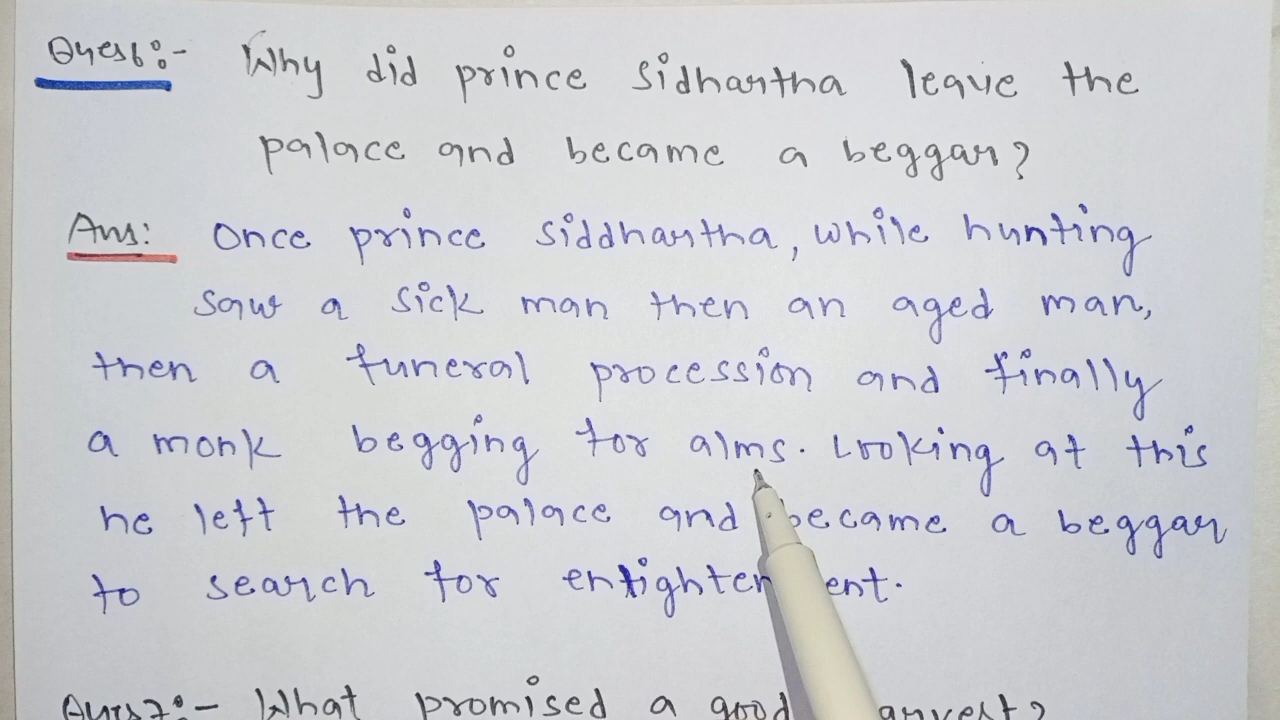 Ques6:- Why did prince Sidhartha leave the
palace and became a beggar?
Ans: Once prince Siddhartha, while hunting
saw a sick man then an aged man,
then a funeral procession and finally
a monk begging for alms. Looking at this
he left the palace and became a beggar
to search for
Ques7:- What promised a good